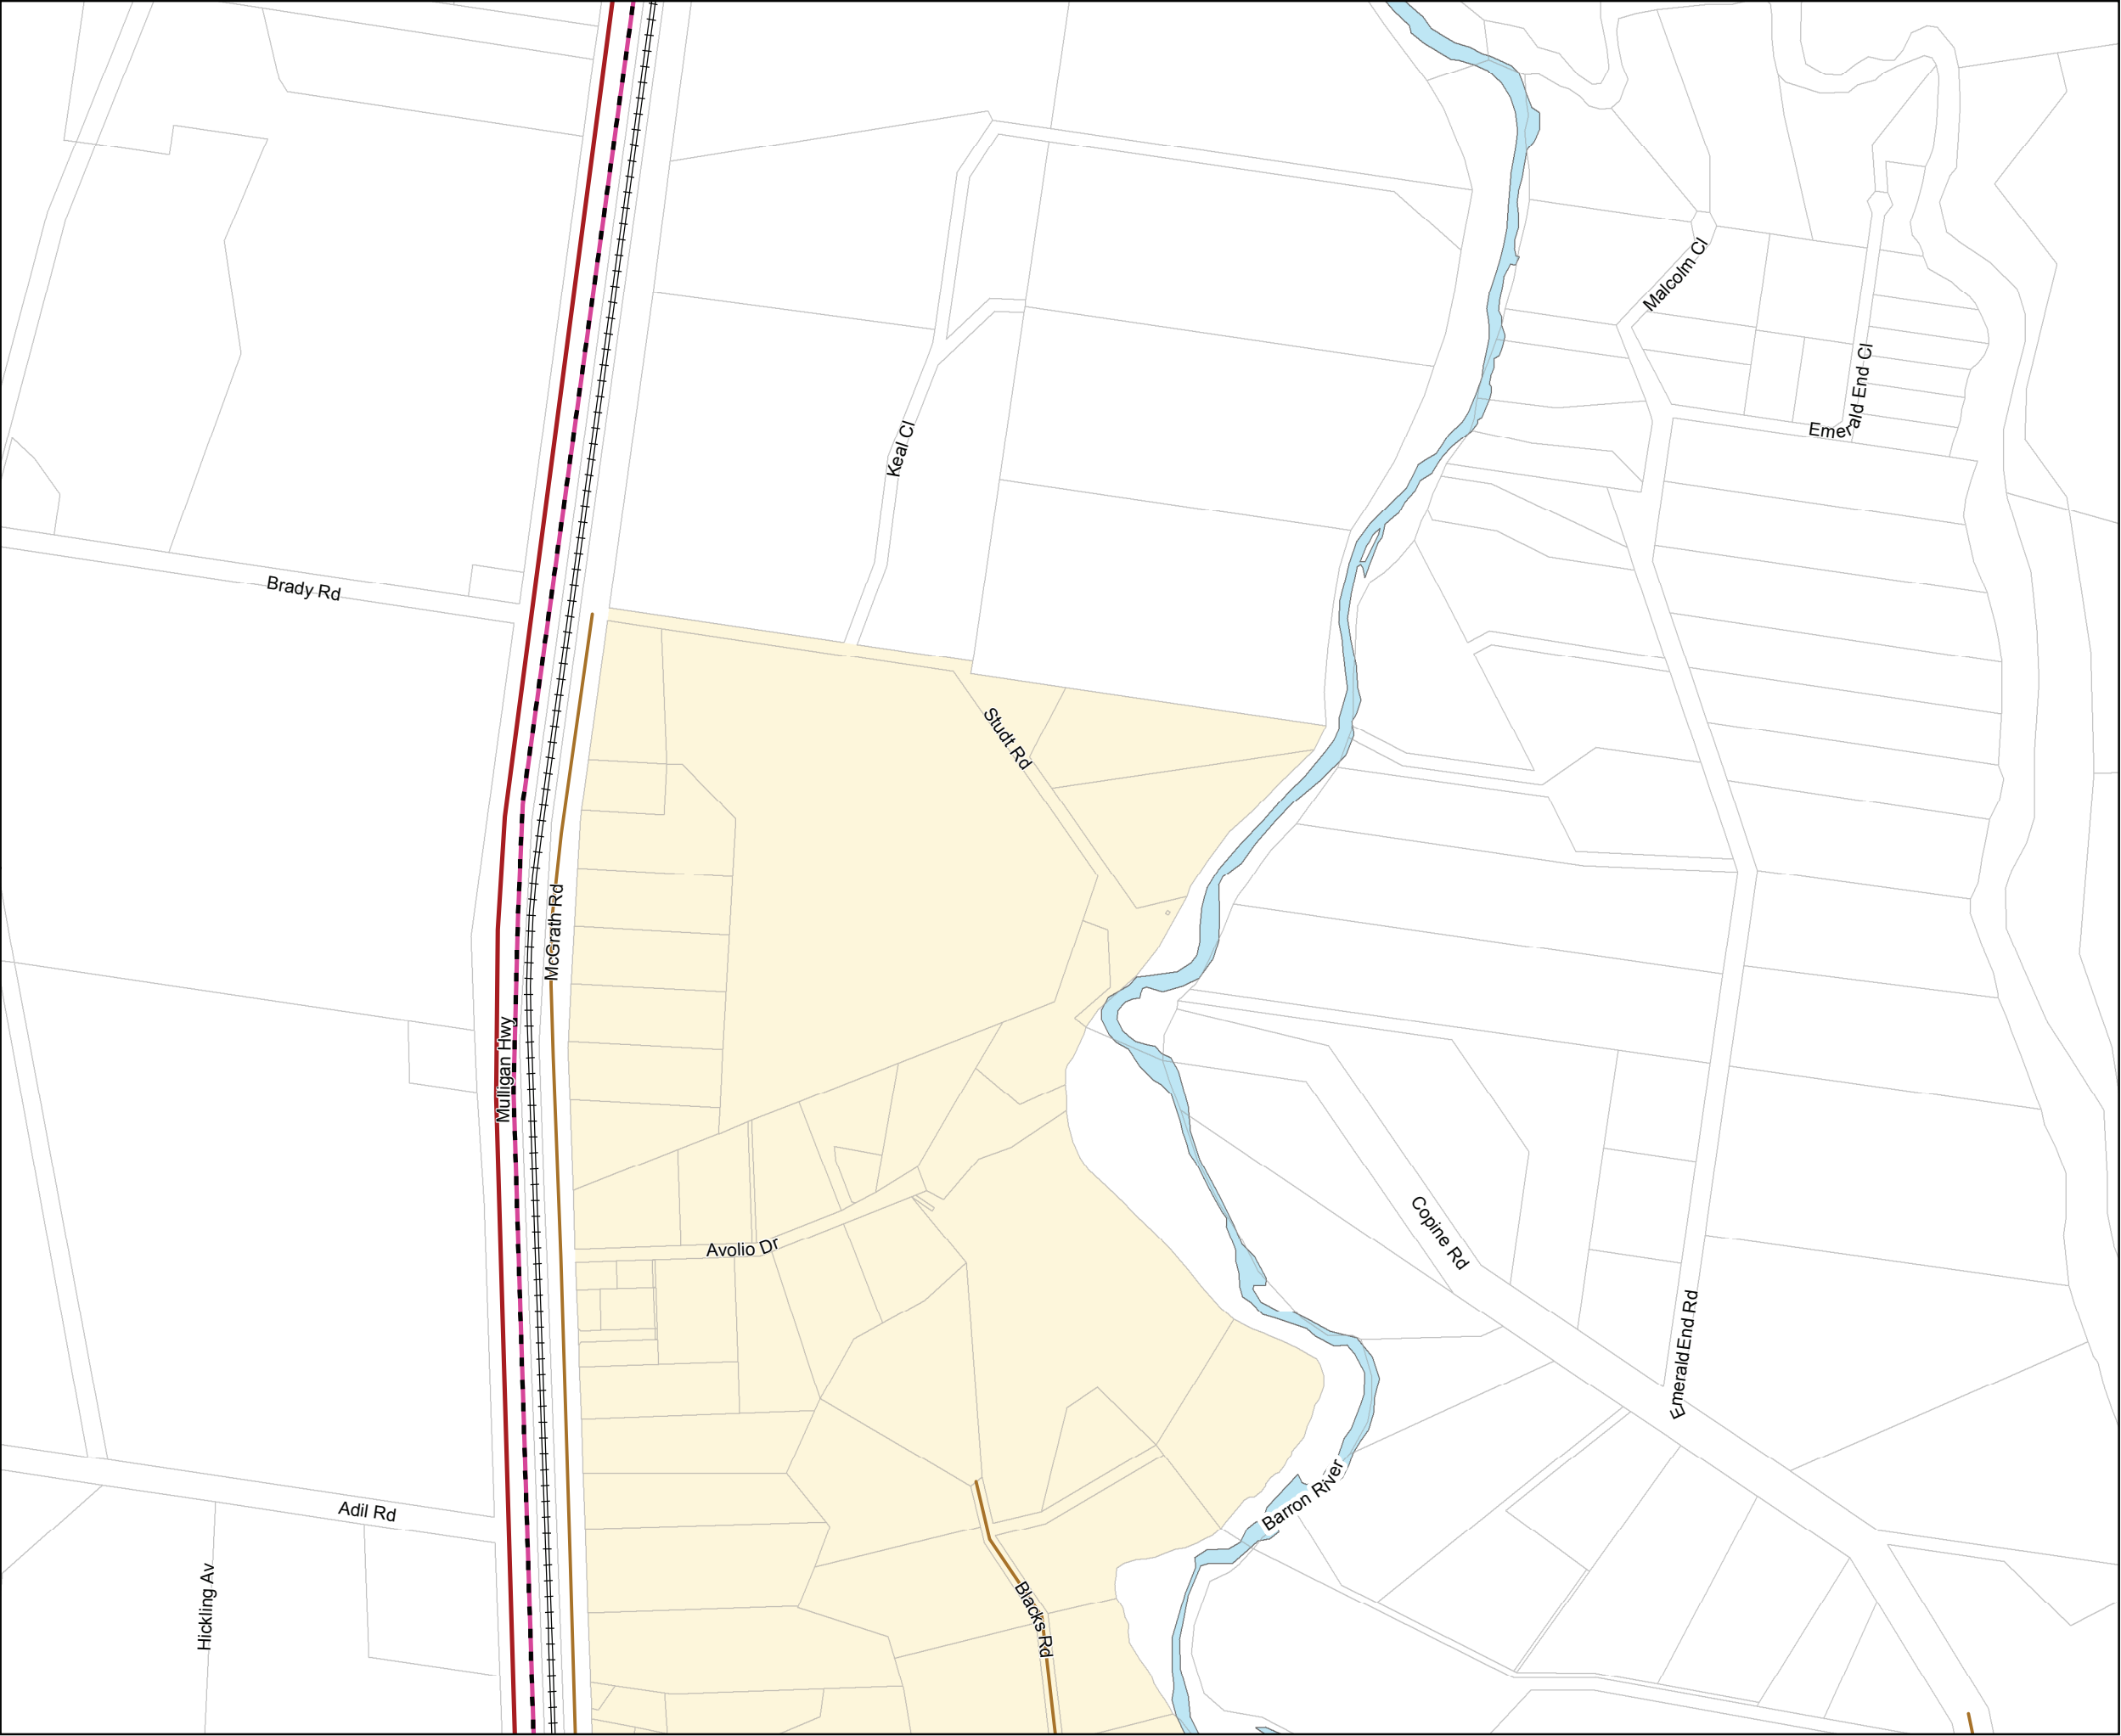 Malcolm Cl
Emerald End Cl
Keal Cl
Brady Rd
Studt Rd
McGrath Rd
Mulligan Hwy
Copine Rd
Avolio Dr
Emerald End Rd
Barron River
Adil Rd
Hickling Av
Blacks Rd